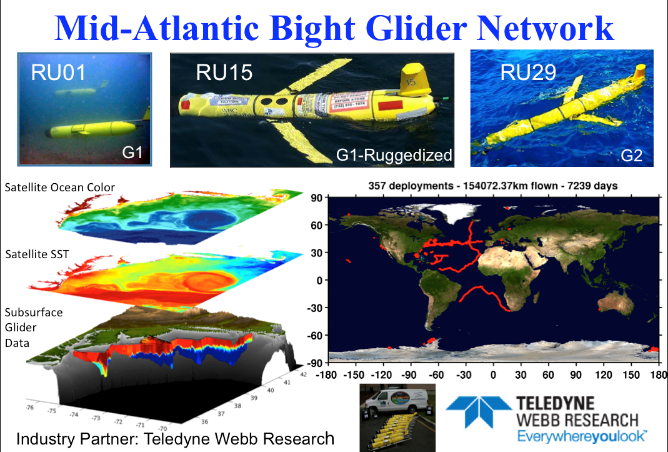 Mid-Atlantic Bight Glider Network
RU01
G1
RU15
G1-Ruggedized
RU29
G2
Satellite Ocean Color
Satellite SST
Subsurface
Glider
Data
-76
-75
-74
-73
-72
-71
-70
36
37
38
39
40
41
42
357 deployments - 154072.37km flown - 7239 days
90
60
30
0
-30
-60
-90
-180 -150 -120 -90 -60 -30 0 30 60 90 120 150 180
Industry Partner: Teledyne Webb Research
TELEDYNE
WEBB RESEARCH
Everywhereyoulook™